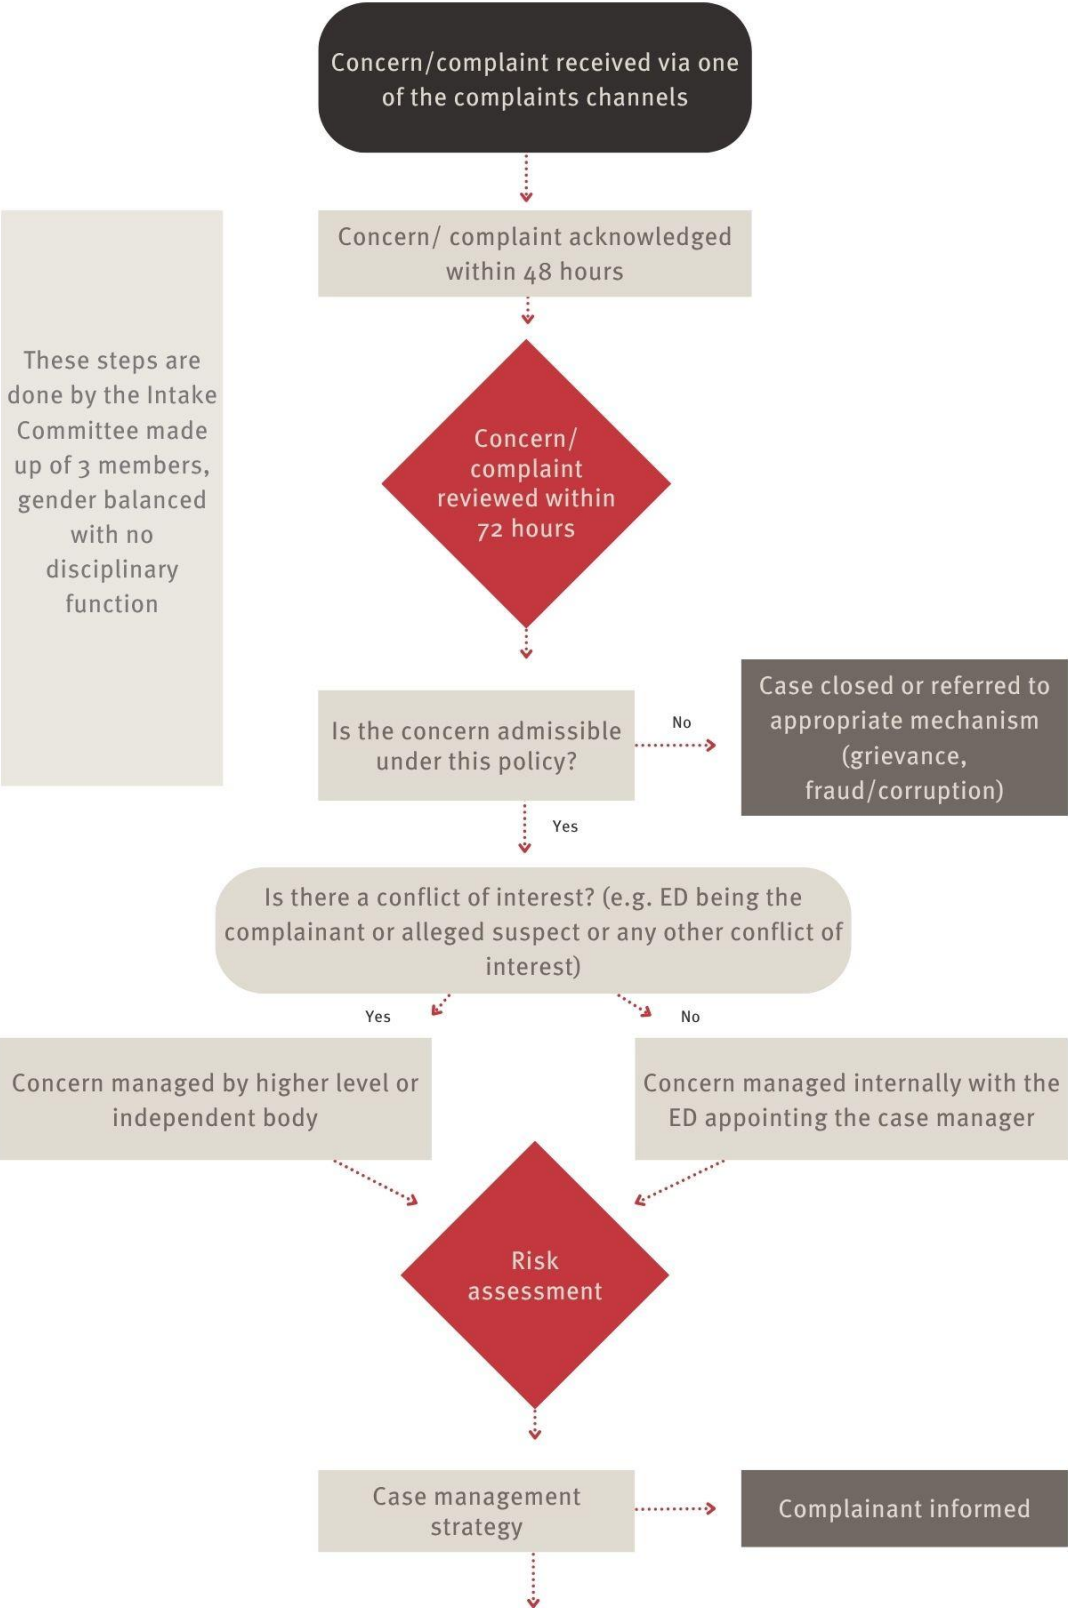 Concern/complaint received via one
of the complaints channels
Concern/ complaint acknowledged
within 48 hours
These steps are
done by the Intake
Committee made
up of 3 members,
gender balanced
with no
disciplinary
function
Concern/
complaint
reviewed within
72 hours
Is the concern admissible
under this policy?
No
Case closed or referred to
appropriate mechanism
(grievance,
fraud/corruption)
Yes
Is there a conflict of interest? (e.g. ED being the
complainant or alleged suspect or any other conflict of
interest)
Yes
No
Concern managed by higher level or
independent body
Concern managed internally with the
ED appointing the case manager
Risk
assessment
Case management
strategy
Complainant informed